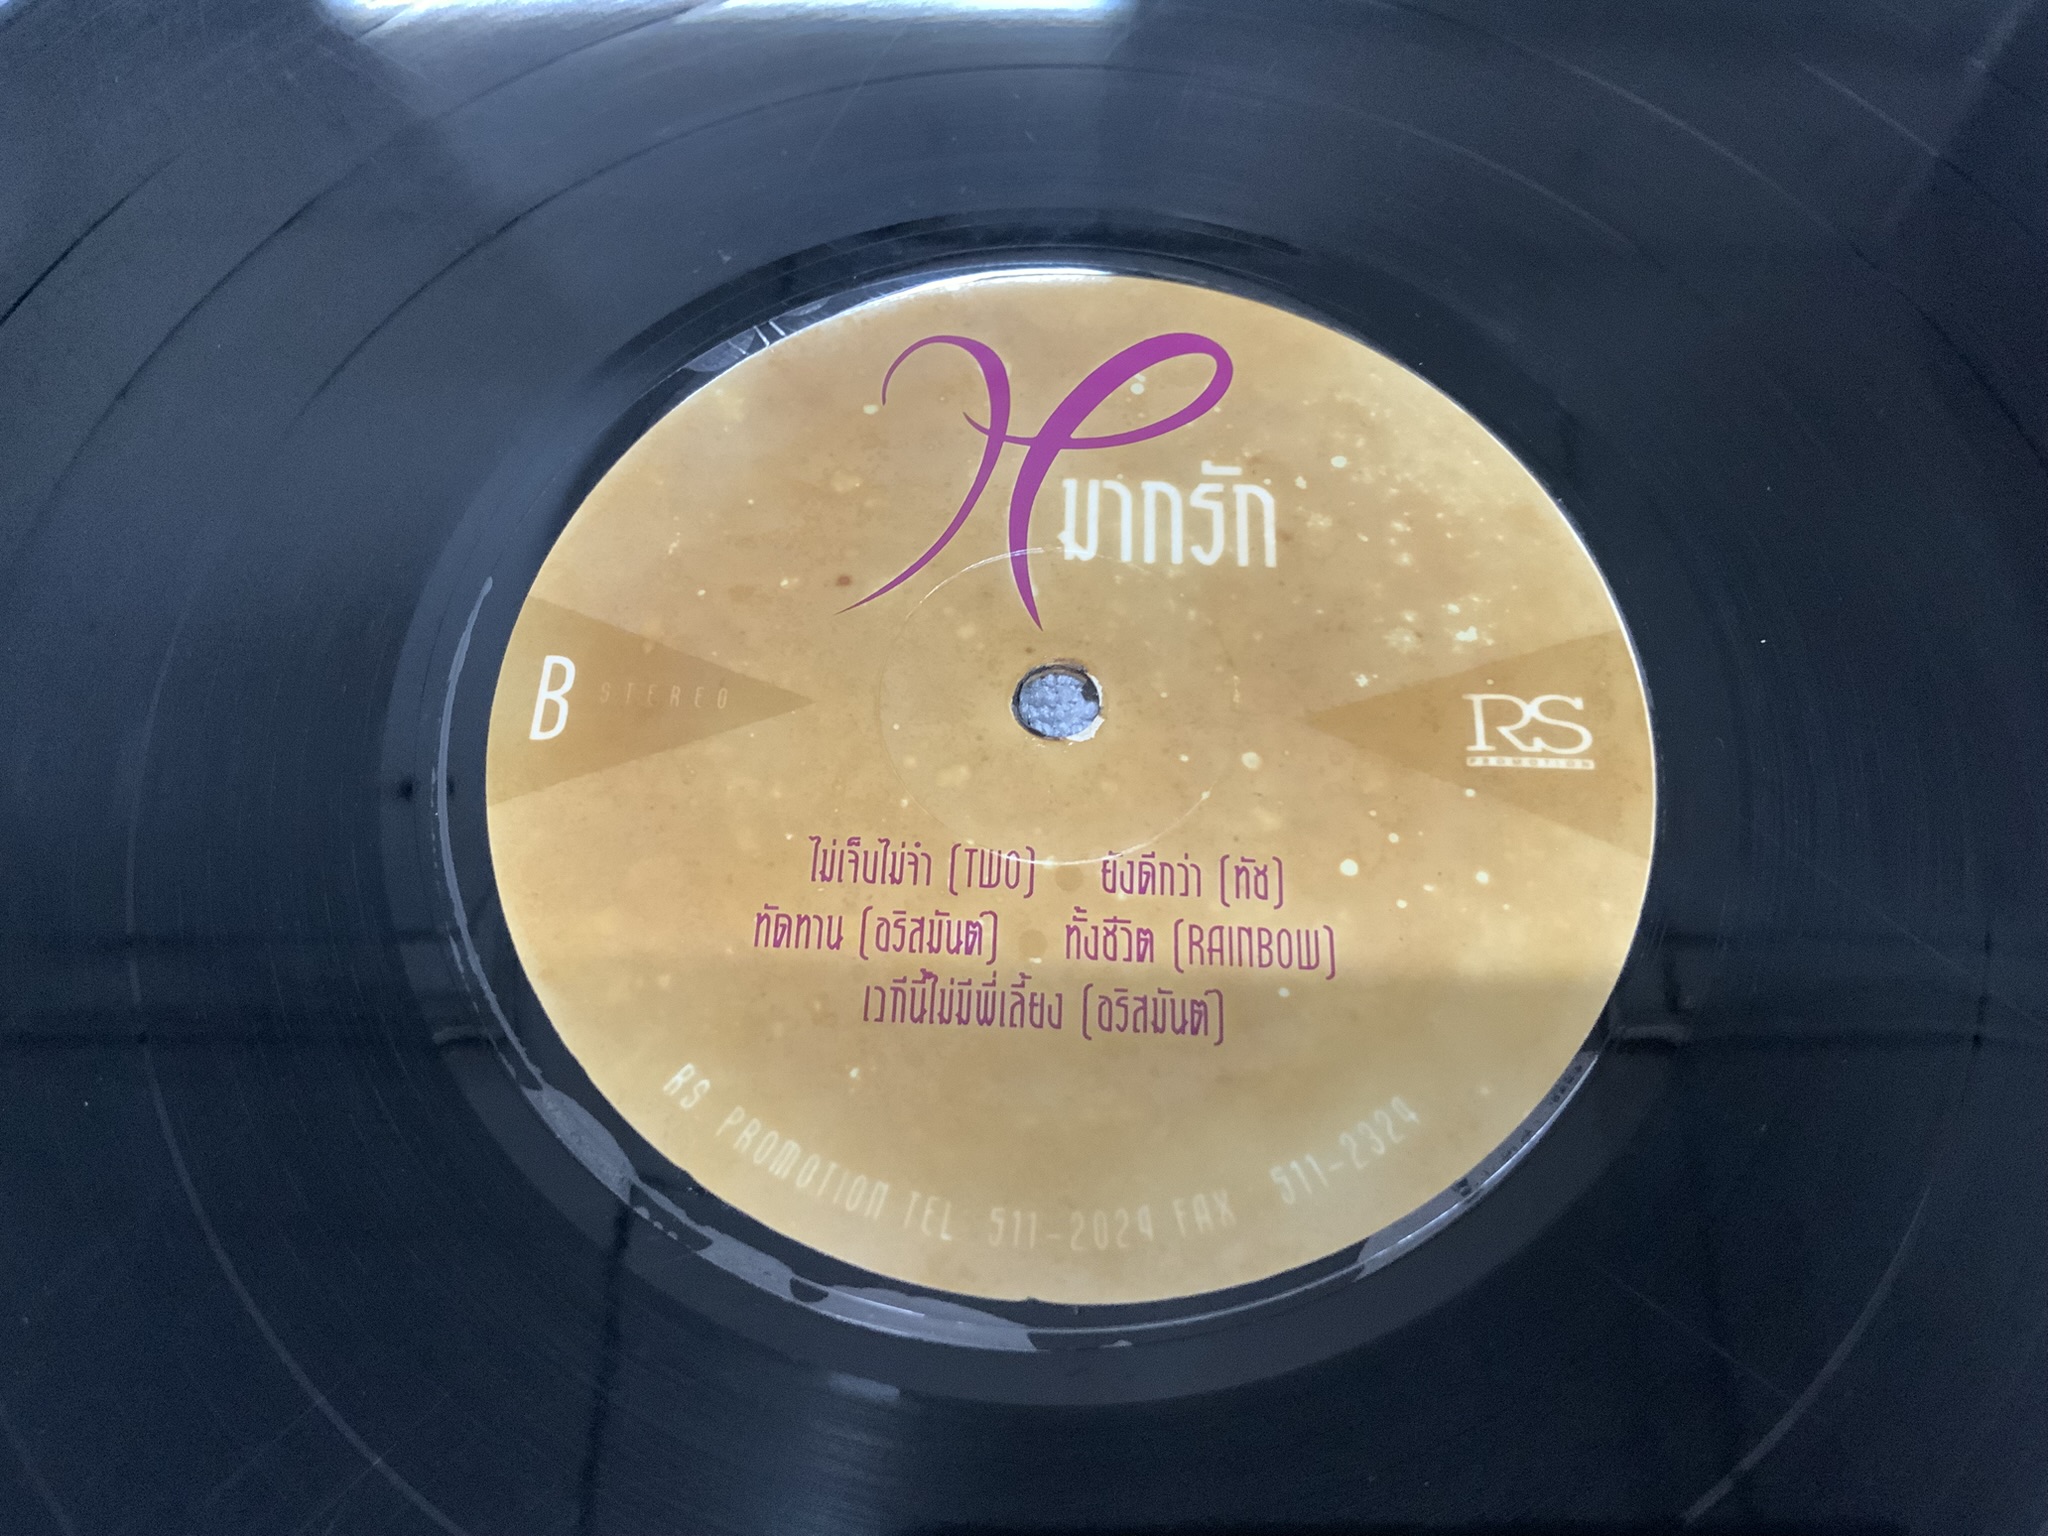 หมากรัก
B STEREO
RS
PROMOTION
ไม่เจ็บไม่จำ (TWO) • ยังดีกว่า (ทัช)
ทัดทาน (อริสมันต์) • ทั้งชีวิต (RAINBOW)
เวทีนี้ไม่มีพี่เลี้ยง (อริสมันต์)
RS PROMOTION TEL 511-2024 FAX 511-2324